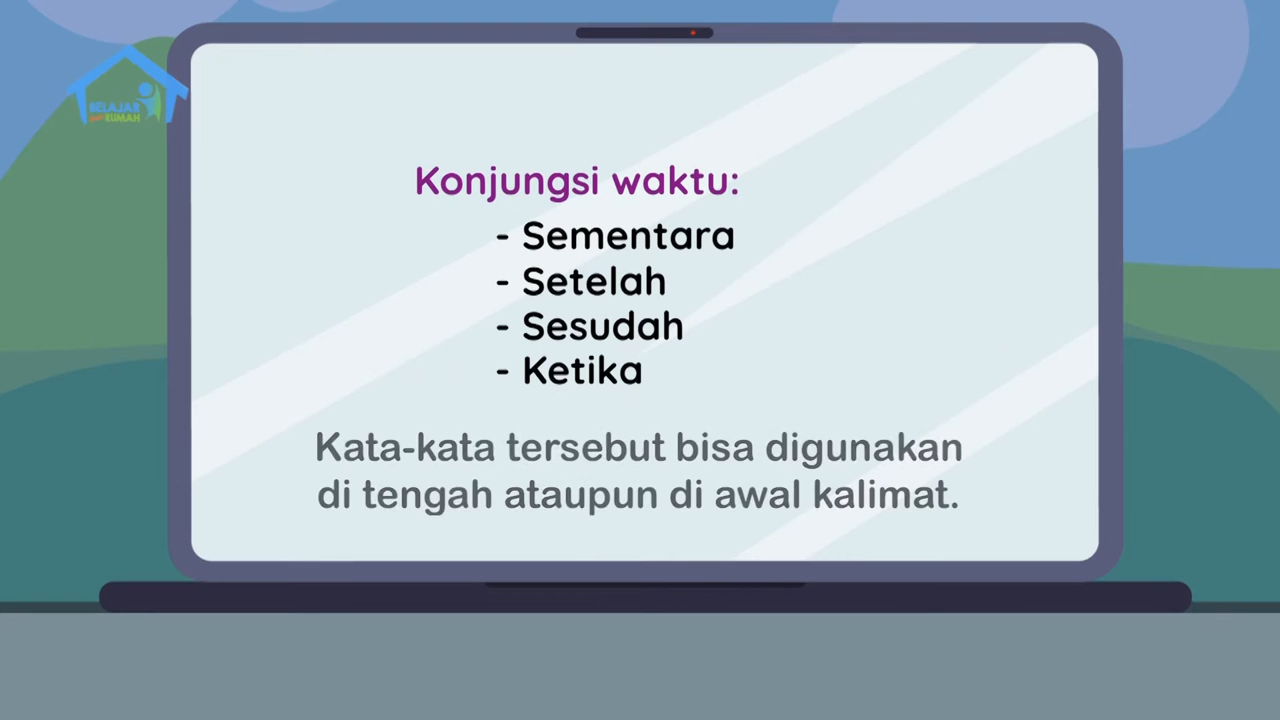 BELAJAR
dari RUMAH
Konjungsi waktu:
- Sementara
- Setelah
- Sesudah
- Ketika
Kata-kata tersebut bisa digunakan
di tengah ataupun di awal kalimat.